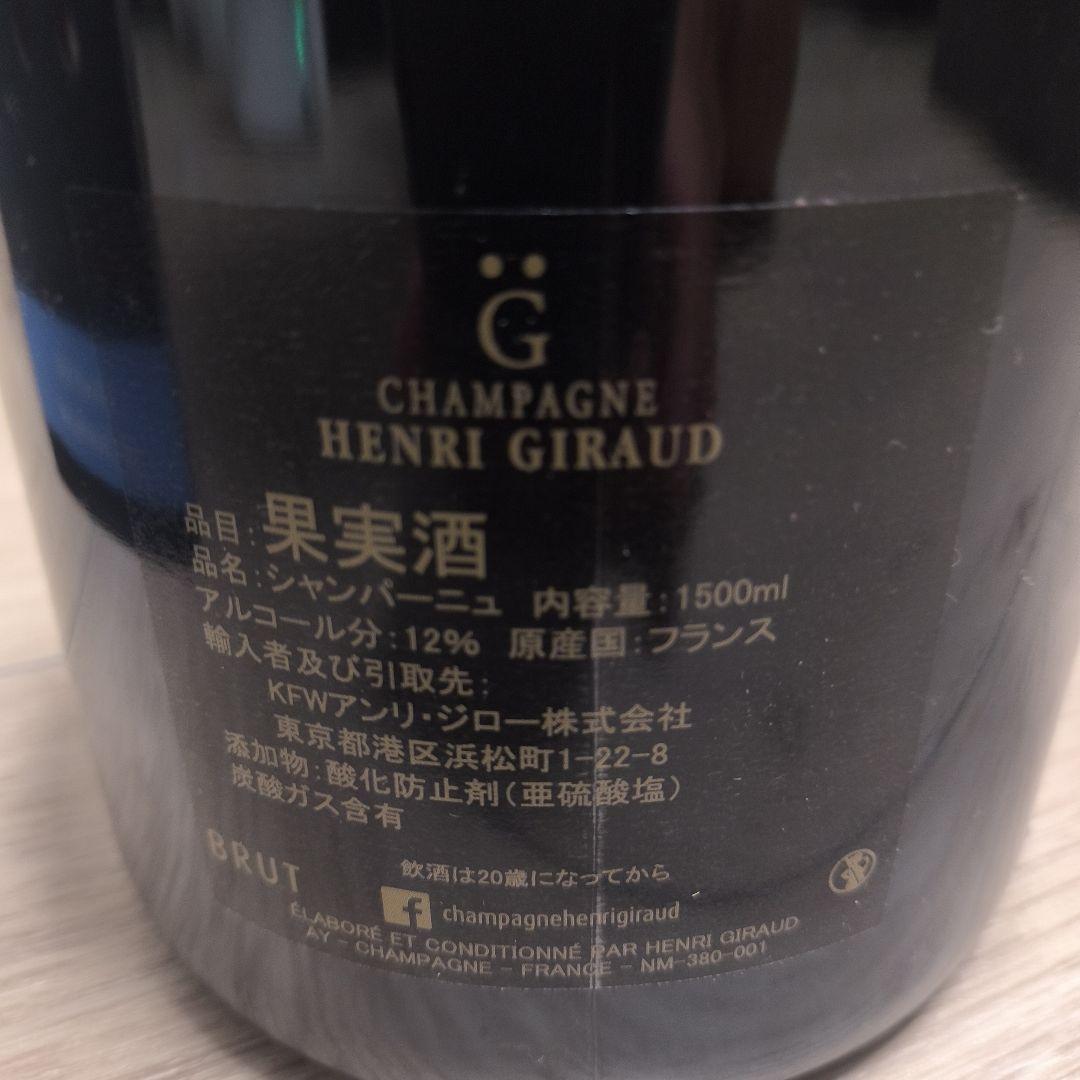 G̈
CHAMPAGNE
HENRI GIRAUD
品目:果実酒
品名:シャンパーニュ 内容量:1500ml
アルコール分:12% 原産国:フランス
輸入者及び引取先:
KFWアンリ・ジロー株式会社
東京都港区浜松町1-22-8
添加物:酸化防止剤(亜硫酸塩)
炭酸ガス含有
BRUT
飲酒は20歳になってから
f champagnehenrigiraud
ÉLABORÉ ET CONDITIONNÉ PAR HENRI GIRAUD
AY - CHAMPAGNE - FRANCE - NM-380-001